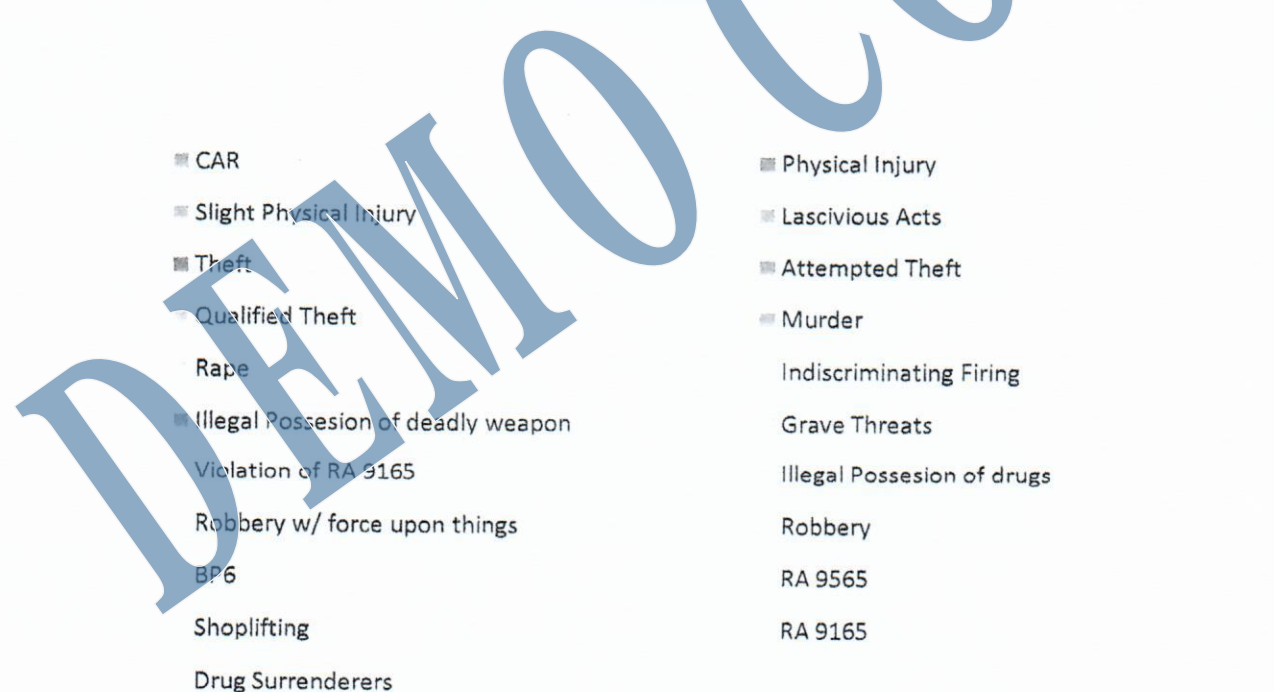 CAR
Slight Physical Injury
Theft
Qualified Theft
Rape
Illegal Possesion of deadly weapon
Violation of RA 9165
Robbery w/ force upon things
BP6
Shoplifting
Drug Surrenderers
Physical Injury
Lascivious Acts
Attempted Theft
Murder
Indiscriminating Firing
Grave Threats
Illegal Possesion of drugs
Robbery
RA 9565
RA 9165
DEMO